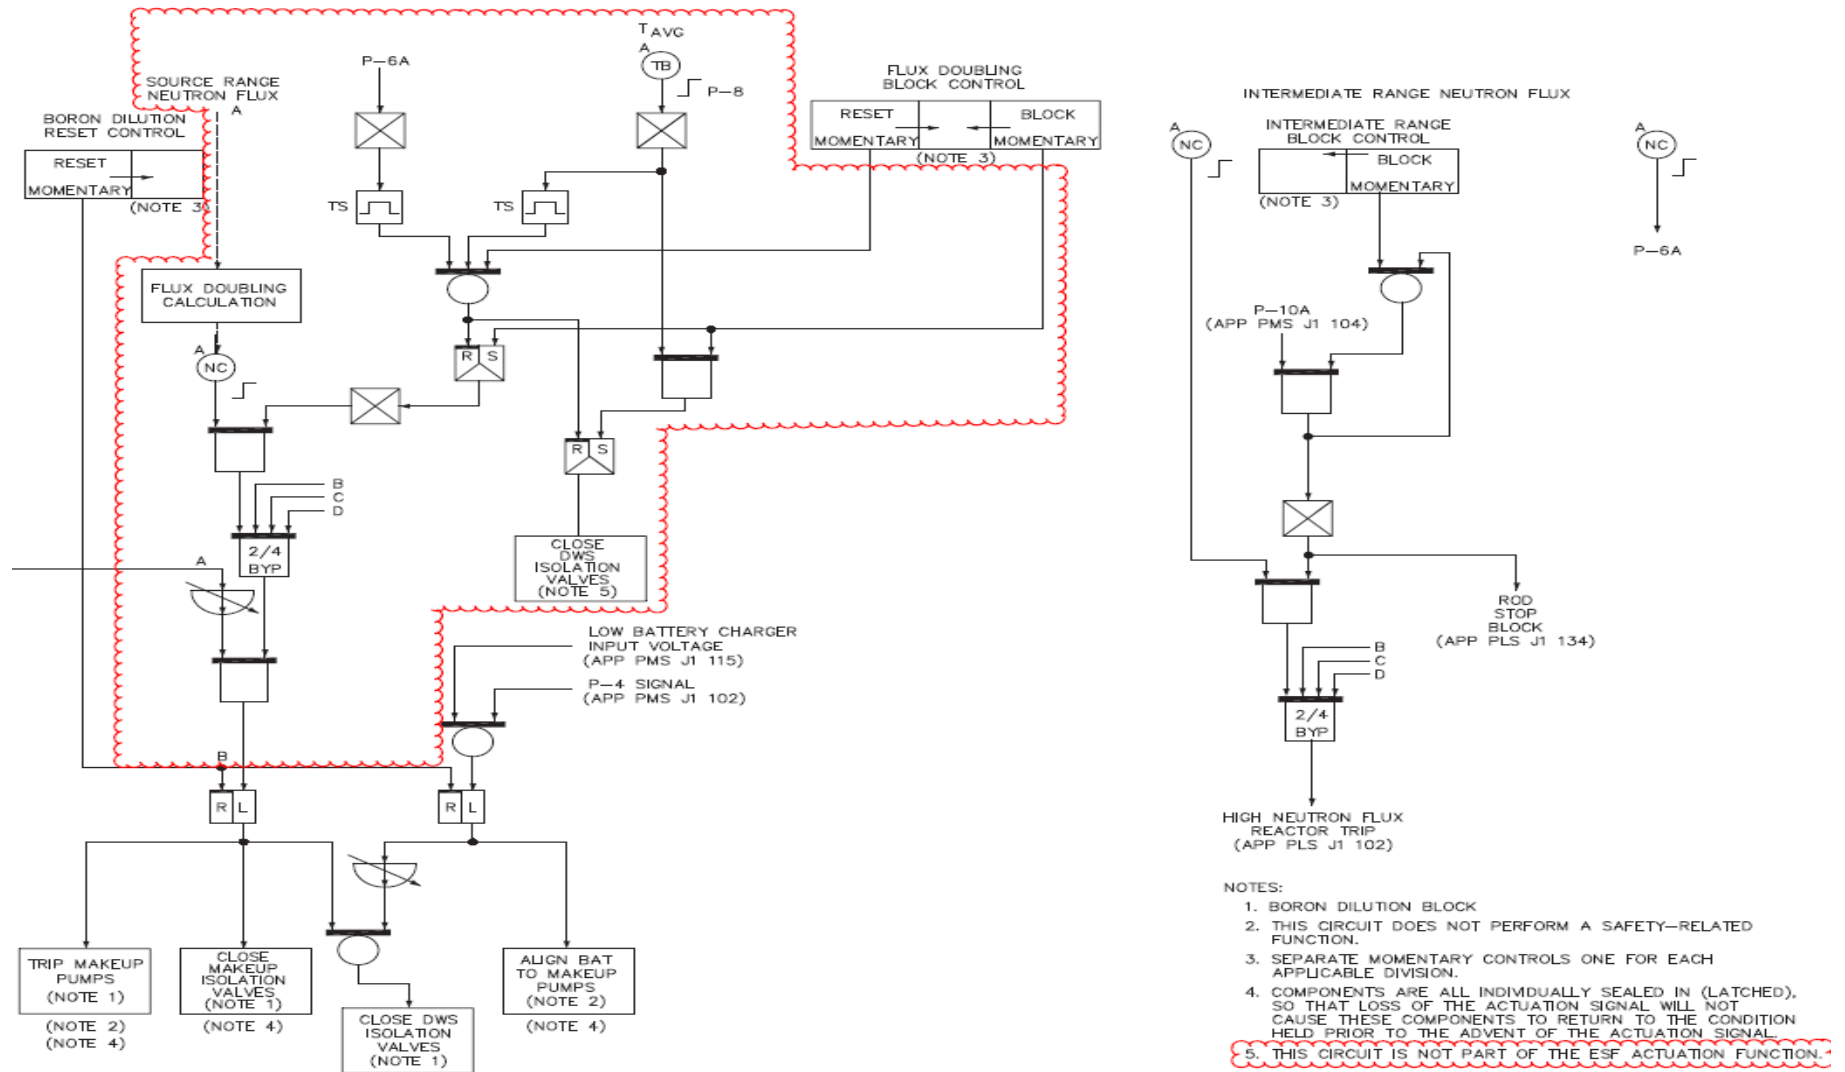 T AVG
A
TB
P-8
P-6A
SOURCE RANGE
NEUTRON FLUX
A
BORON DILUTION
RESET CONTROL
RESET
MOMENTARY
(NOTE 3)
FLUX DOUBLING
BLOCK CONTROL
RESET
BLOCK
MOMENTARY
MOMENTARY
(NOTE 3)
TS
TS
FLUX DOUBLING
CALCULATION
A
NC
R S
R S
B
C
D
2/4
BYP
A
CLOSE
DWS
ISOLATION
VALVES
(NOTE 5)
LOW BATTERY CHARGER
INPUT VOLTAGE
(APP PMS J1 115)
P-4 SIGNAL
(APP PMS J1 102)
B
R L
R L
TRIP MAKEUP
PUMPS
(NOTE 1)
(NOTE 2)
(NOTE 4)
CLOSE
MAKEUP
ISOLATION
VALVES
(NOTE 1)
(NOTE 4)
CLOSE DWS
ISOLATION
VALVES
(NOTE 1)
ALIGN BAT
TO MAKEUP
PUMPS
(NOTE 2)
(NOTE 4)
INTERMEDIATE RANGE NEUTRON FLUX
A
NC
INTERMEDIATE RANGE
BLOCK CONTROL
BLOCK
MOMENTARY
(NOTE 3)
A
NC
P-6A
P-10A
(APP PMS J1 104)
ROD
STOP
BLOCK
(APP PLS J1 134)
B
C
D
2/4
BYP
HIGH NEUTRON FLUX
REACTOR TRIP
(APP PLS J1 102)
NOTES:
1. BORON DILUTION BLOCK
2. THIS CIRCUIT DOES NOT PERFORM A SAFETY-RELATED
FUNCTION.
3. SEPARATE MOMENTARY CONTROLS ONE FOR EACH
APPLICABLE DIVISION.
4. COMPONENTS ARE ALL INDIVIDUALLY SEALED IN (LATCHED),
SO THAT LOSS OF THE ACTUATION SIGNAL WILL NOT
CAUSE THESE COMPONENTS TO RETURN TO THE CONDITION
HELD PRIOR TO THE ADVENT OF THE ACTUATION SIGNAL.
5. THIS CIRCUIT IS NOT PART OF THE ESF ACTUATION FUNCTION.